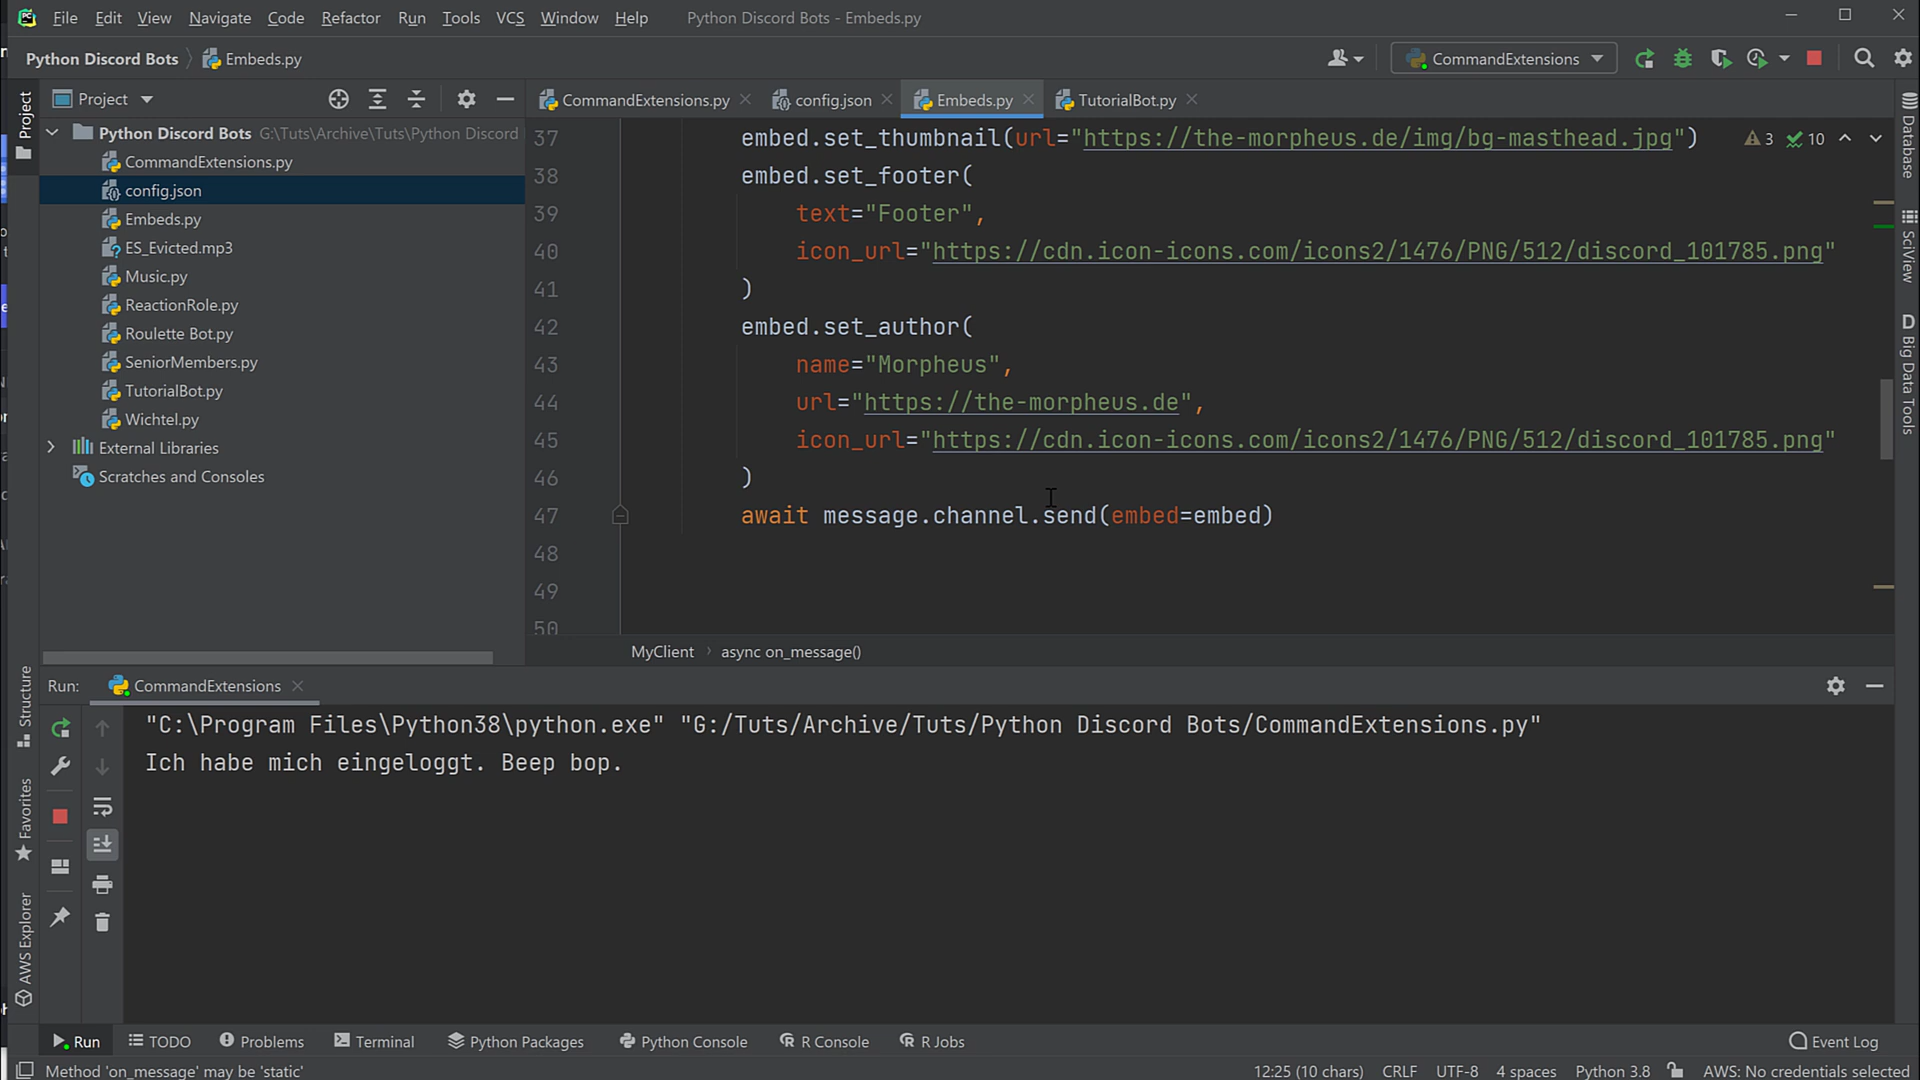 File Edit View Navigate Code Refactor Run Tools VCS Window Help Python Discord Bots - Embeds.py
Python Discord Bots Embeds.py CommandExtensions
Project
Project
CommandExtensions.py config.json Embeds.py TutorialBot.py
Python Discord Bots G:\Tuts\Archive\Tuts\Python Discord
CommandExtensions.py
config.json
Embeds.py
ES_Evicted.mp3
Music.py
ReactionRole.py
Roulette Bot.py
SeniorMembers.py
TutorialBot.py
Wichtel.py
External Libraries
Scratches and Consoles
3 10
37 embed.set_thumbnail(url="https://the-morpheus.de/img/bg-masthead.jpg")
38 embed.set_footer(
39 text="Footer",
40 icon_url="https://cdn.icon-icons.com/icons2/1476/PNG/512/discord_101785.png"
41 )
42 embed.set_author(
43 name="Morpheus",
44 url="https://the-morpheus.de",
45 icon_url="https://cdn.icon-icons.com/icons2/1476/PNG/512/discord_101785.png"
46 )
47 await message.channel.send(embed=embed)
48
49
50
MyClient async on_message()
Database
SciView
D Big Data Tools
Structure
Favorites
AWS Explorer
Run: CommandExtensions
"C:\Program Files\Python38\python.exe" "G:/Tuts/Archive/Tuts/Python Discord Bots/CommandExtensions.py"
Ich habe mich eingeloggt. Beep bop.
Run TODO Problems Terminal Python Packages Python Console R Console R Jobs Event Log
Method 'on_message' may be 'static' 12:25 (10 chars) CRLF UTF-8 4 spaces Python 3.8 AWS: No credentials selected